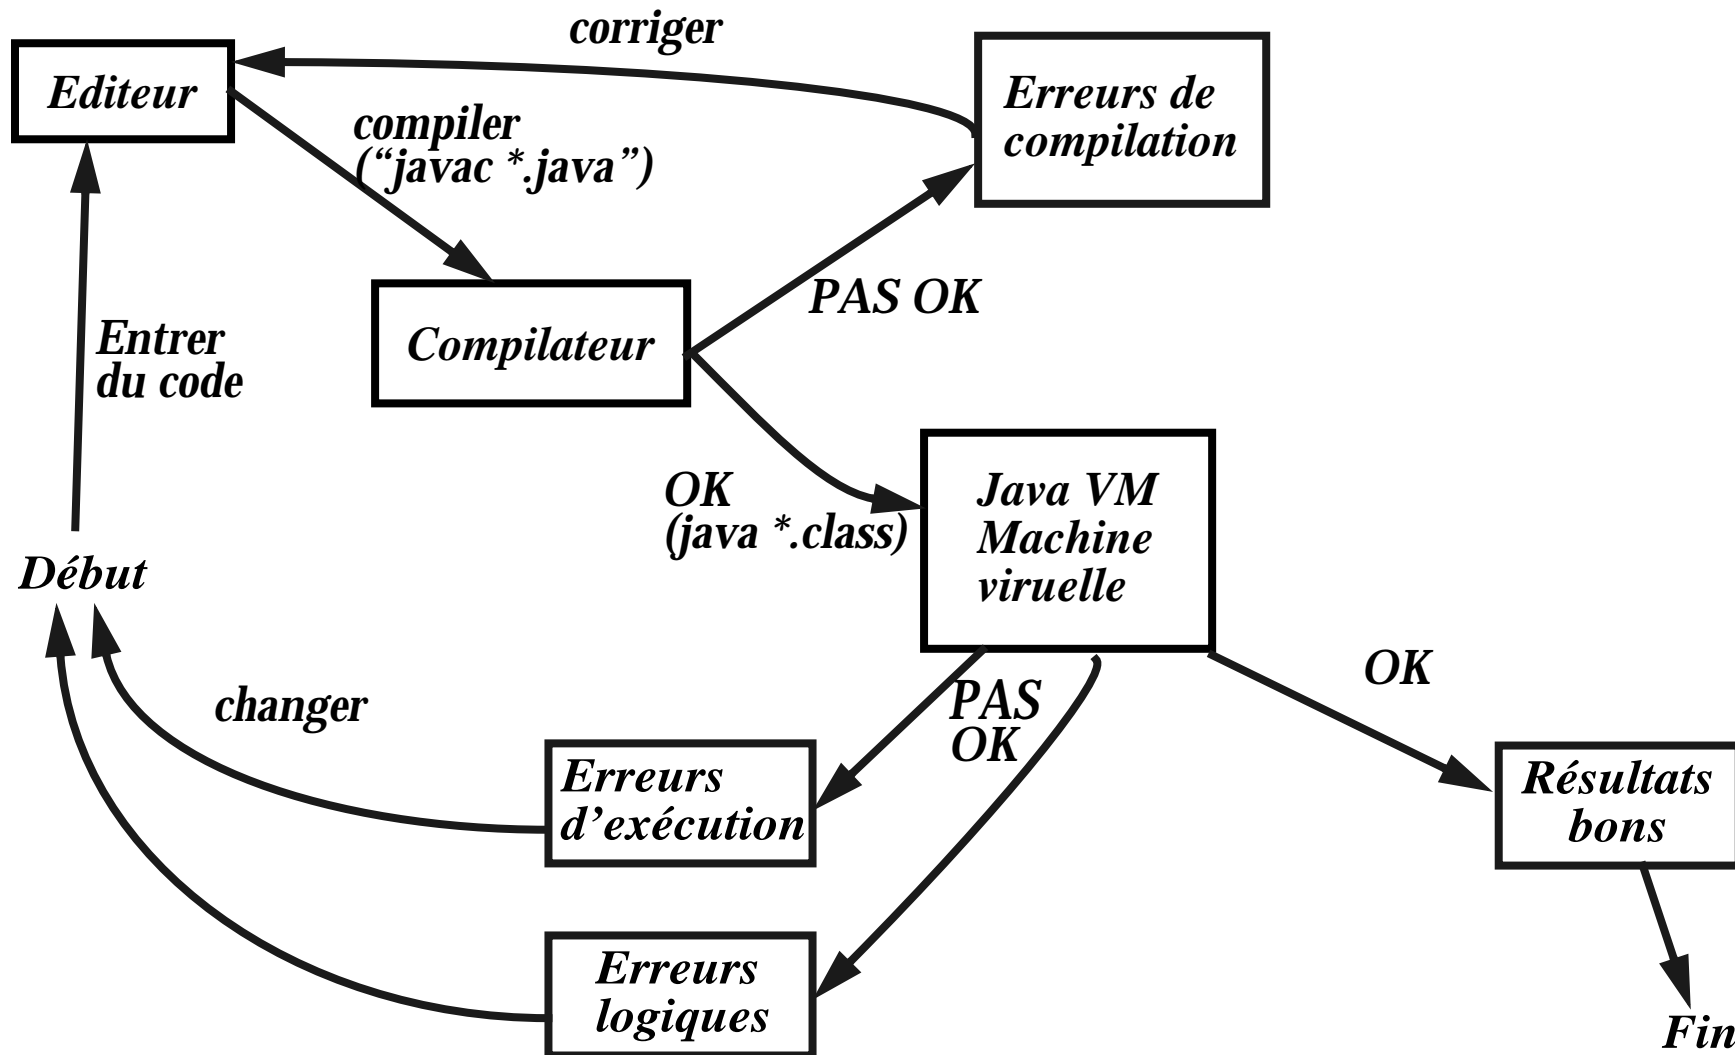 corriger
Editeur
Erreurs de
compilation
compiler
(“javac *.java”)
PAS OK
Entrer
du code
Compilateur
OK
(java *.class)
Java VM
Machine
viruelle
Début
OK
changer
PAS
OK
Erreurs
d’exécution
Résultats
bons
Erreurs
logiques
Fin